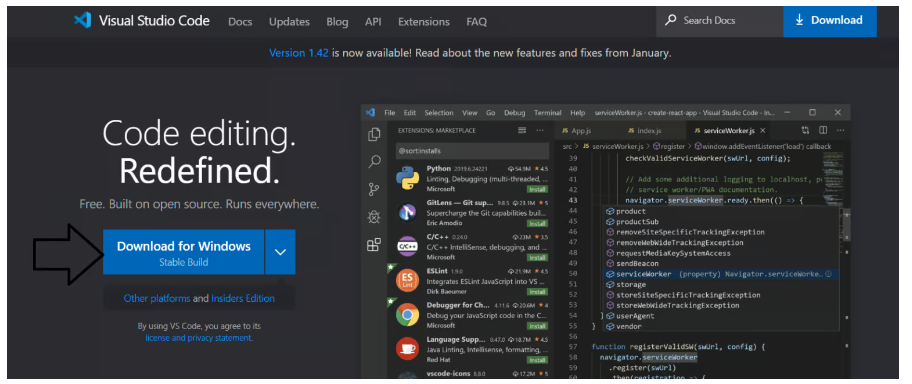 Visual Studio Code Docs Updates Blog API Extensions FAQ Search Docs Download
Version 1.42 is now available! Read about the new features and fixes from January.
Code editing.
Redefined.
Free. Built on open source. Runs everywhere.
Download for Windows
Stable Build
Other platforms and Insiders Edition
By using VS Code, you agree to its
license and privacy statement.
File Edit Selection View Go Debug Terminal Help serviceWorker.js - create-react-app - Visual Studio Code - In...
EXTENSIONS: MARKETPLACE
@sort:installs
Python 2019.6.24221 54.9M 4.5
Linting, Debugging (multi-threaded, ...
Microsoft Install
GitLens — Git sup... 9.8.5 23.1M 5
Supercharge the Git capabilities buil...
Eric Amodio Install
C/C++ 0.24.0 23M 3.5
C/C++ IntelliSense, debugging, and ...
Microsoft Install
ESLint 1.9.0 21.9M 4.5
Integrates ESLint JavaScript into VS ...
Dirk Baeumer Install
Debugger for Ch... 4.11.6 20.6M 4
Debug your JavaScript code in the C...
Microsoft Install
Language Supp... 0.47.0 18.7M 4.5
Java Linting, Intellisense, formatting, ...
Red Hat Install
vscode-icons 8.8.0 17.2M 5
JS App.js JS index.js JS serviceWorker.js
src > JS serviceWorker.js > register > window.addEventListener('load') callback
39 checkValidServiceWorker(swUrl, config);
40
41 // Add some additional logging to localhost, p
42 // service worker/PWA documentation.
43 navigator.serviceWorker.ready.then(() => {
44 product
45 productSub
46 removeSiteSpecificTrackingException
47 removeWebWideTrackingException
48 requestMediaKeySystemAccess
49 sendBeacon
50 serviceWorker (property) Navigator.serviceWorke...
51 storage
52 storeSiteSpecificTrackingException
53 storeWebWideTrackingException
54 } userAgent
55 } vendor
56
57 function registerValidSW(swUrl, config) {
58 navigator.serviceWorker
59 .register(swUrl)
60 .then(registration => {